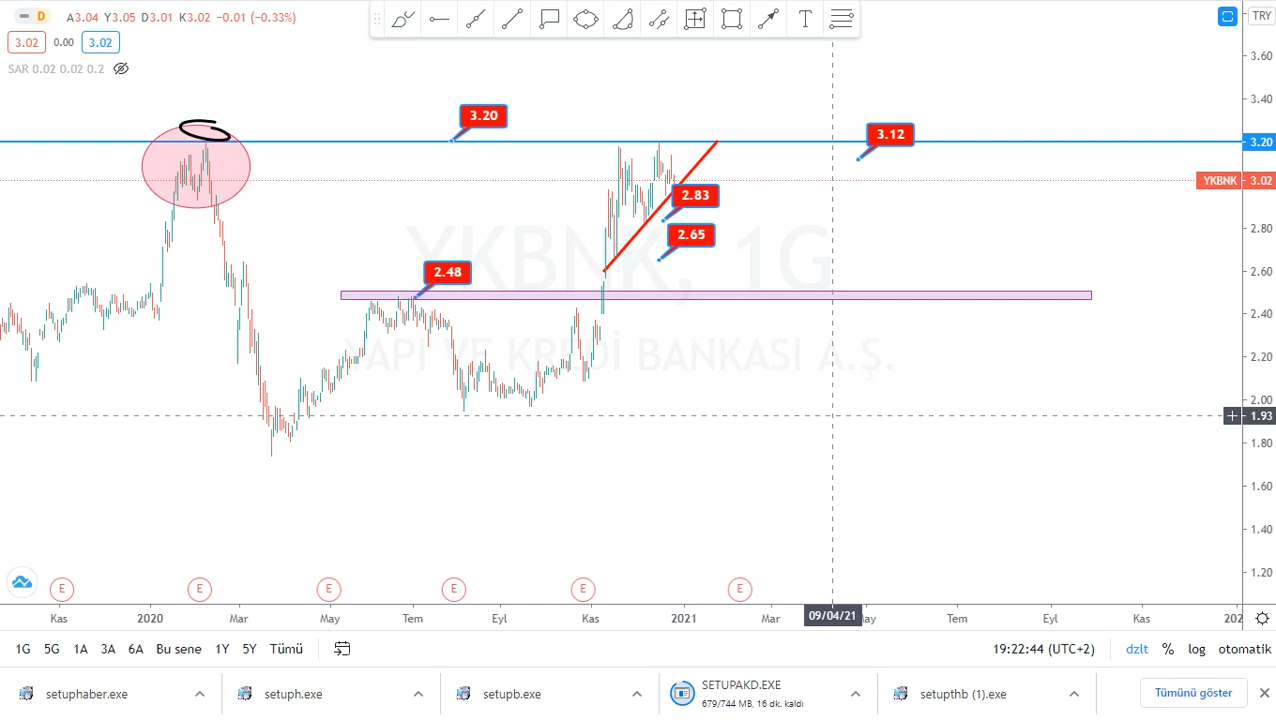 D A3.04 Y3.05 D3.01 K3.02 −0.01 (−0.33%)
3.02 0.00 3.02
SAR 0.02 0.02 0.2
T
TRY
3.60
3.40
3.20
3.12
3.20
YKBNK 3.02
2.83
2.80
2.65
YKBNK, 1G
2.48
2.60
2.40
YAPI VE KREDİ BANKASI A.Ş.
2.20
2.00
1.93
1.80
1.60
1.40
1.20
E E E E E E
Kas 2020 Mar May Tem Eyl Kas 2021 Mar 09/04/21 Tem Eyl Kas
1G 5G 1A 3A 6A Bu sene 1Y 5Y Tümü 19:22:44 (UTC+2) dzlt % log otomatik
setuphaber.exe setuph.exe setupb.exe SETUPAKD.EXE setupthb (1).exe Tümünü göster
679/744 MB, 16 dk. kaldı